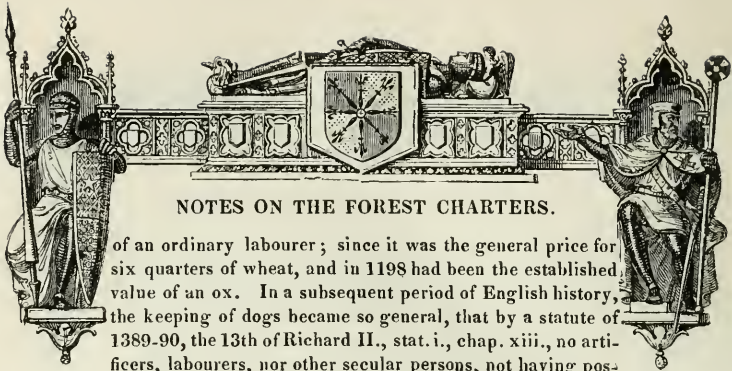 NOTES ON THE FOREST CHARTERS.
of an ordinary labourer; since it was the general price for
six quarters of wheat, and in 1198 had been the established
value of an ox. In a subsequent period of English history,
the keeping of dogs became so general, that by a statute of
1389-90, the 13th of Richard II., stat. i., chap. xiii., no arti-
ficers, labourers, nor other secular persons, not having pos-